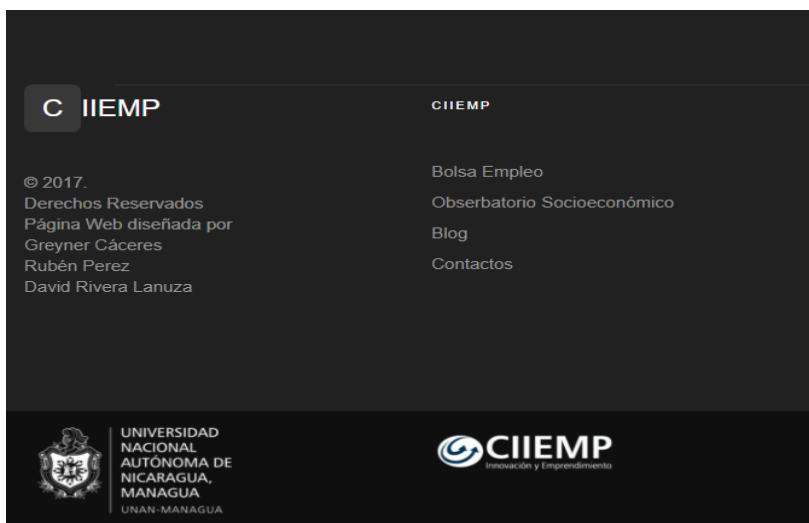 CIIEMP
© 2017.
Derechos Reservados
Página Web diseñada por
Greyner Cáceres
Rubén Perez
David Rivera Lanuza
CIIEMP
Bolsa Empleo
Obserbatorio Socioeconómico
Blog
Contactos
UNIVERSIDAD
NACIONAL
AUTÓNOMA DE
NICARAGUA,
MANAGUA
UNAN-MANAGUA
CIIEMP
Innovación y Emprendimiento